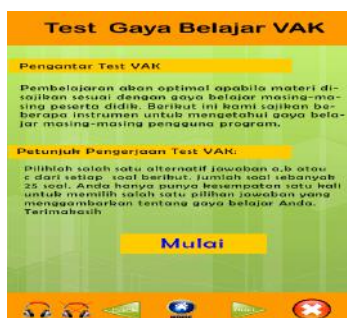 Test Gaya Belajar VAK
Pengantar Test VAK
Pembelajaran akan optimal apabila materi di-
sajikan sesuai dengan gaya belajar masing-ma-
sing peserta didik. Berikut ini kami sajikan be-
berapa instrumen untuk mengetahui gaya bela-
jar masing-masing pengguna program.
Petunjuk Pengerjaan Test VAK:
Pilihlah salah satu alternatif jawaban a,b atau
c dari setiap soal berikut. Jumlah soal sebanyak
25 soal. Anda hanya punya kesempatan satu kali
untuk memilih salah satu pilihan jawaban yang
menggambarkan tentang gaya belajar Anda.
Terimakasih
Mulai